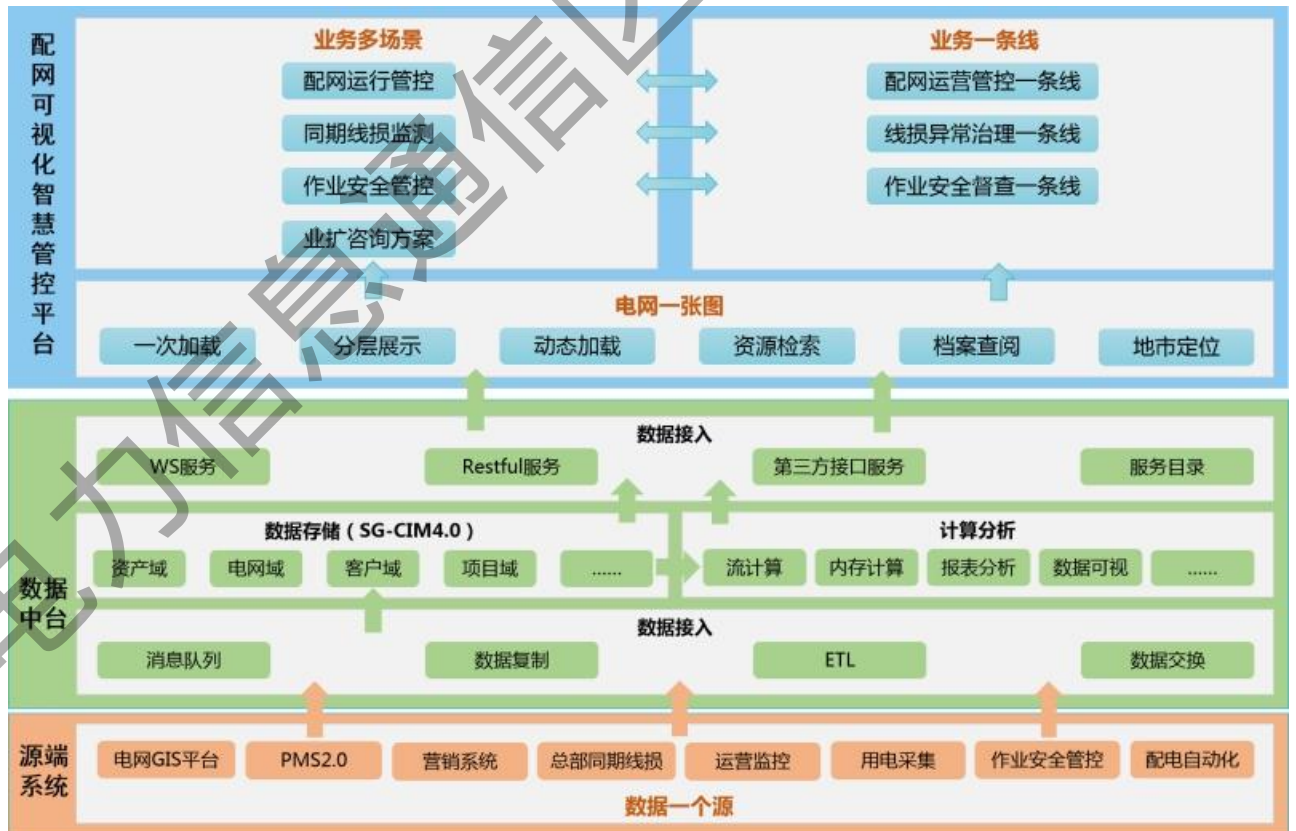 配网可视化智慧管控平台
业务多场景
配网运行管控
同期线损监测
作业安全管控
业扩咨询方案
业务一条线
配网运营管控一条线
线损异常治理一条线
作业安全督查一条线
电网一张图
一次加载 分层展示 动态加载 资源检索 档案查阅 地市定位
数据中台
数据接入
WS服务 Restful服务 第三方接口服务 服务目录
数据存储（SG-CIM4.0）
资产域 电网域 客户域 项目域 ……
计算分析
流计算 内存计算 报表分析 数据可视 ……
数据接入
消息队列 数据复制 ETL 数据交换
源端系统
电网GIS平台 PMS2.0 营销系统 总部同期线损 运营监控 用电采集 作业安全管控 配电自动化
数据一个源
电力信息通信